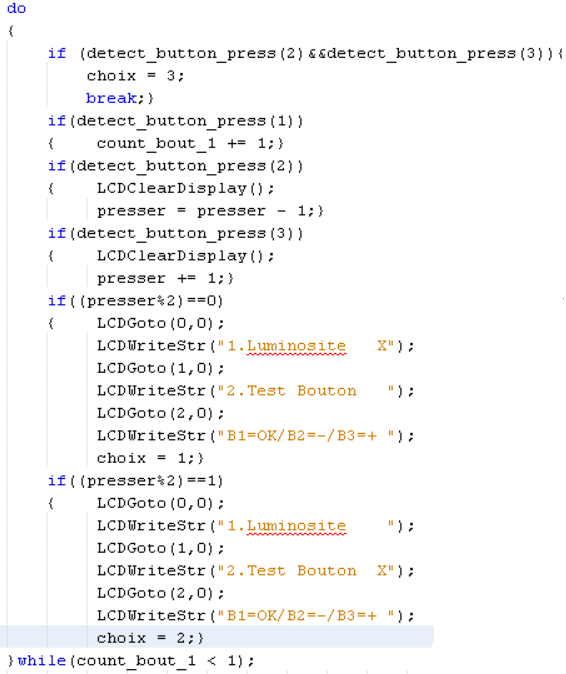 do
{
if (detect_button_press(2)&&detect_button_press(3)){
choix = 3;
break;}
if(detect_button_press(1))
{    count_bout_1 += 1;}
if(detect_button_press(2))
{    LCDClearDisplay();
presser = presser - 1;}
if(detect_button_press(3))
{    LCDClearDisplay();
presser += 1;}
if((presser%2)==0)
{    LCDGoto(0,0);
LCDWriteStr("1.Luminosite   X");
LCDGoto(1,0);
LCDWriteStr("2.Test Bouton   ");
LCDGoto(2,0);
LCDWriteStr("B1=OK/B2=-/B3=+ ");
choix = 1;}
if((presser%2)==1)
{    LCDGoto(0,0);
LCDWriteStr("1.Luminosite    ");
LCDGoto(1,0);
LCDWriteStr("2.Test Bouton  X");
LCDGoto(2,0);
LCDWriteStr("B1=OK/B2=-/B3=+ ");
choix = 2;}
}while(count_bout_1 < 1);